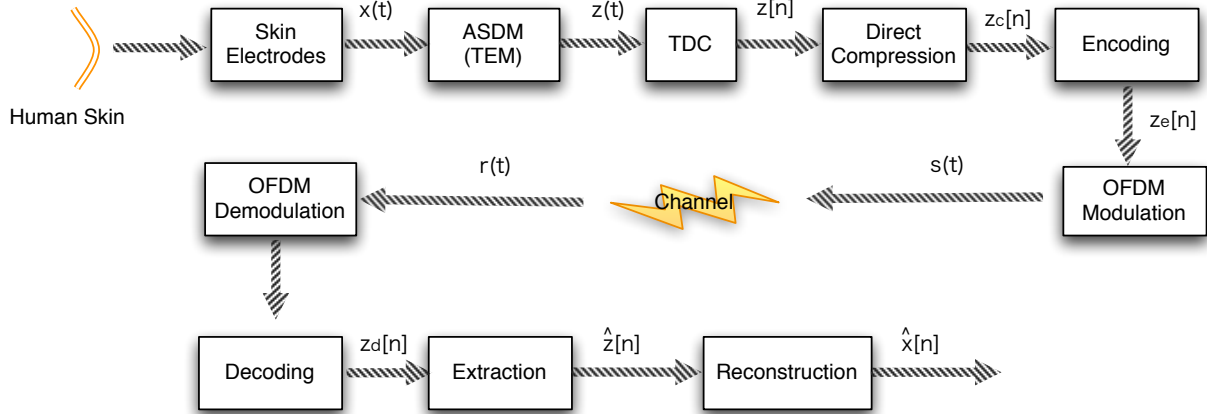 x(t)
z(t)
z[n]
zc[n]
Skin
Electrodes
ASDM
(TEM)
TDC
Direct
Compression
Encoding
Human Skin
ze[n]
r(t)
s(t)
OFDM
Demodulation
Channel
OFDM
Modulation
zd[n]
ẑ[n]
x̂[n]
Decoding
Extraction
Reconstruction